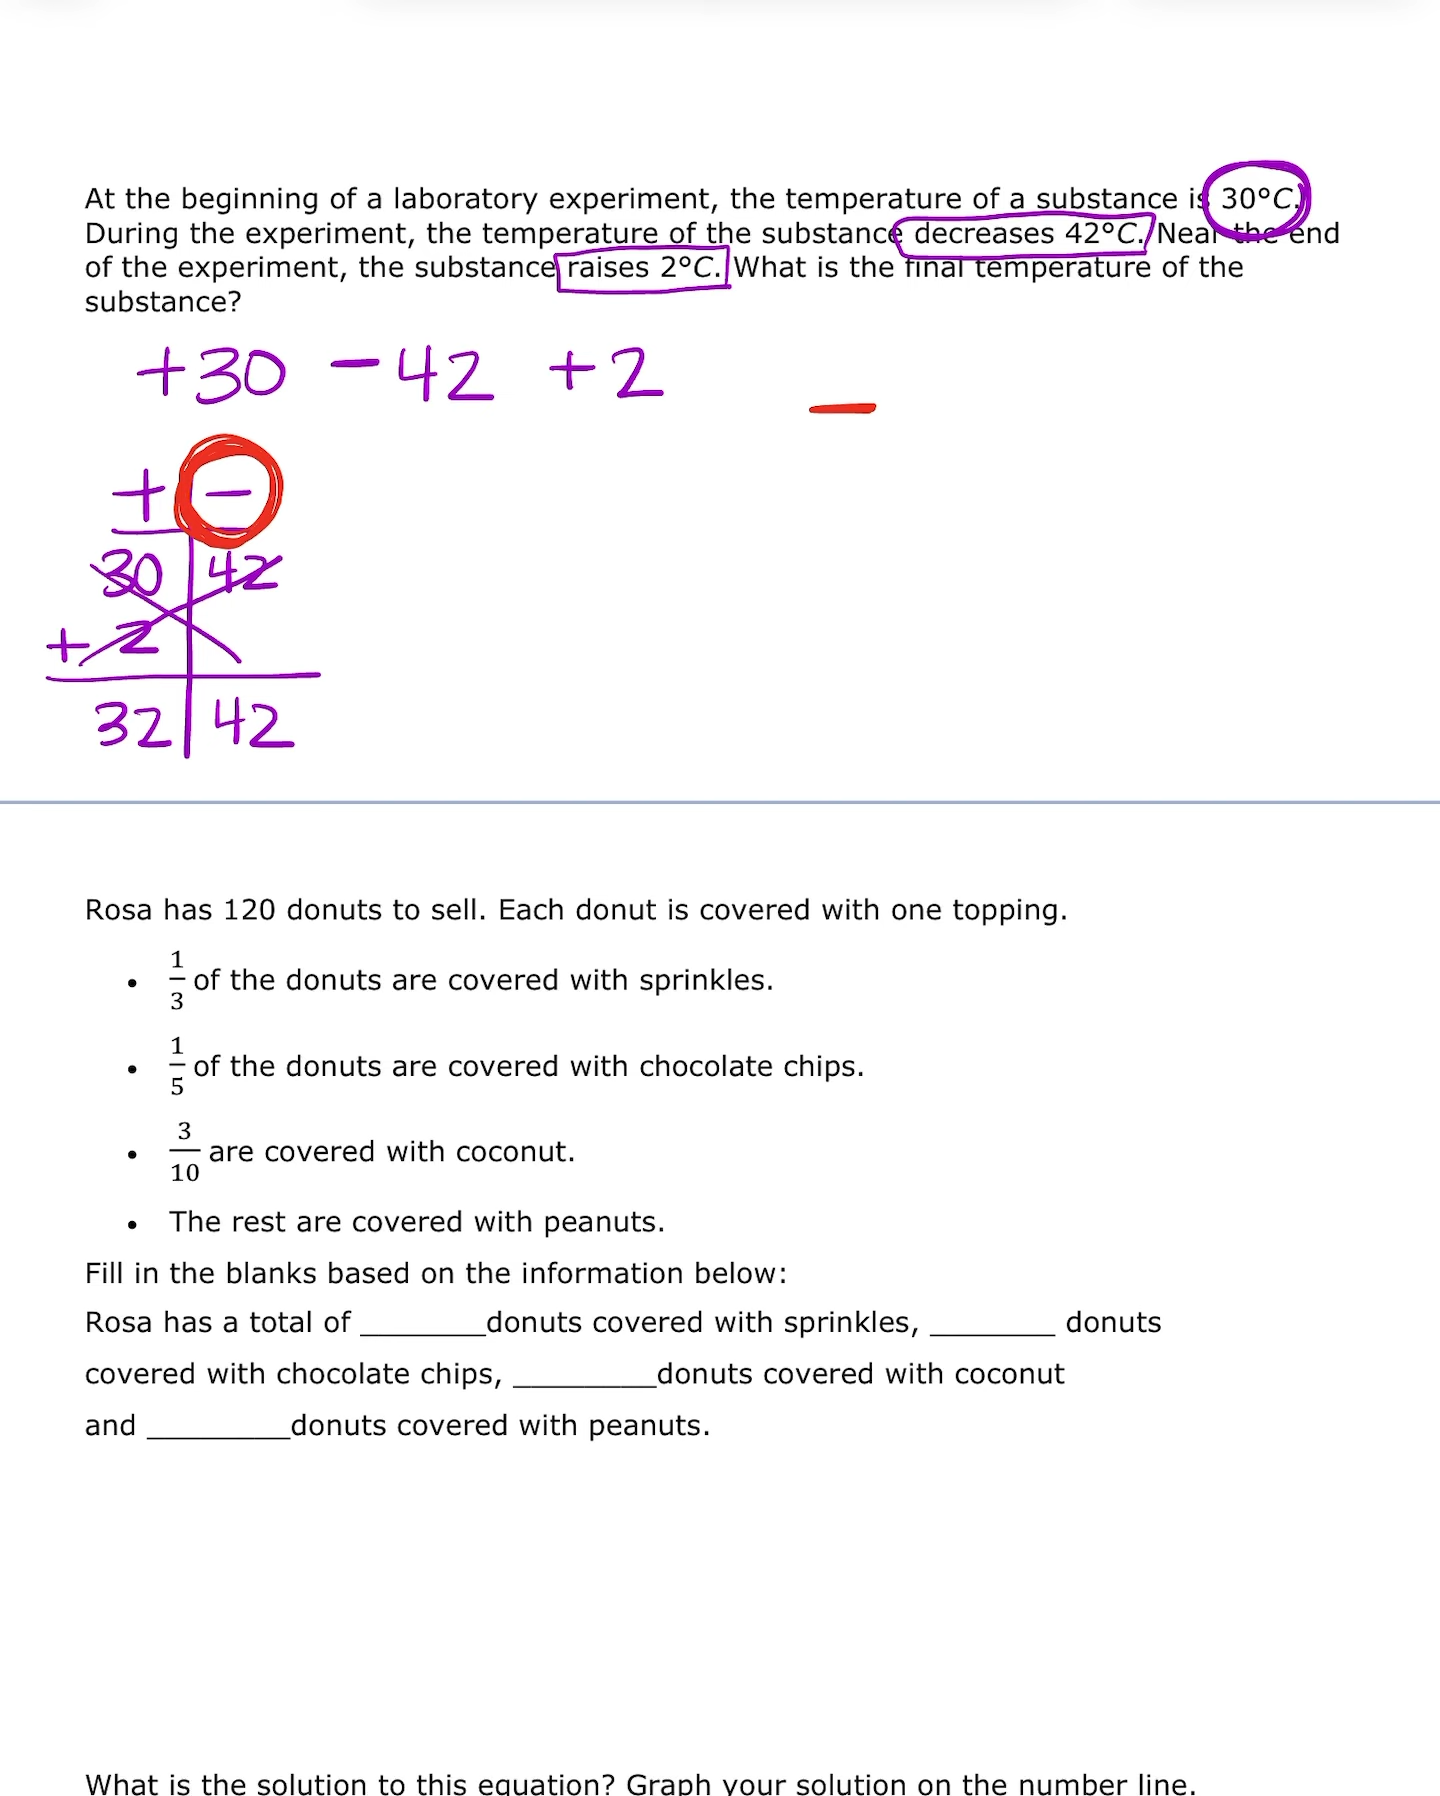 At the beginning of a laboratory experiment, the temperature of a substance is 30°C.
During the experiment, the temperature of the substance decreases 42°C. Near the end
of the experiment, the substance raises 2°C. What is the final temperature of the
substance?
+30 -42 +2
—
+ −
30 42
+ 2
32 42
Rosa has 120 donuts to sell. Each donut is covered with one topping.
• 1/3 of the donuts are covered with sprinkles.
• 1/5 of the donuts are covered with chocolate chips.
• 3/10 are covered with coconut.
• The rest are covered with peanuts.
Fill in the blanks based on the information below:
Rosa has a total of _______donuts covered with sprinkles, _______ donuts
covered with chocolate chips, ________donuts covered with coconut
and ________donuts covered with peanuts.
What is the solution to this equation? Graph your solution on the number line.